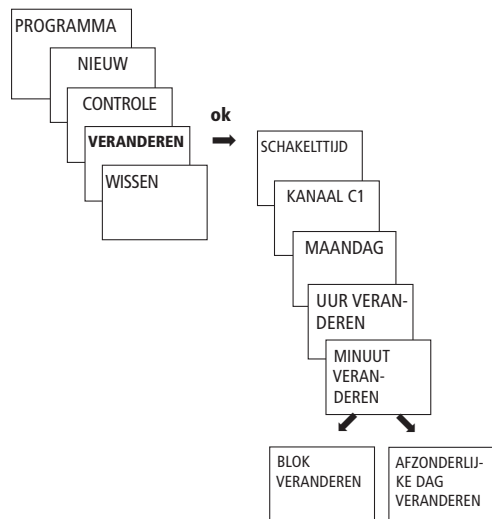 PROGRAMMA
NIEUW
CONTROLE
VERANDEREN
WISSEN
ok
SCHAKELTTIJD
KANAAL C1
MAANDAG
UUR VERAN-
DEREN
MINUUT
VERAN-
DEREN
BLOK
VERANDEREN
AFZONDERLIJ-
KE DAG
VERANDEREN